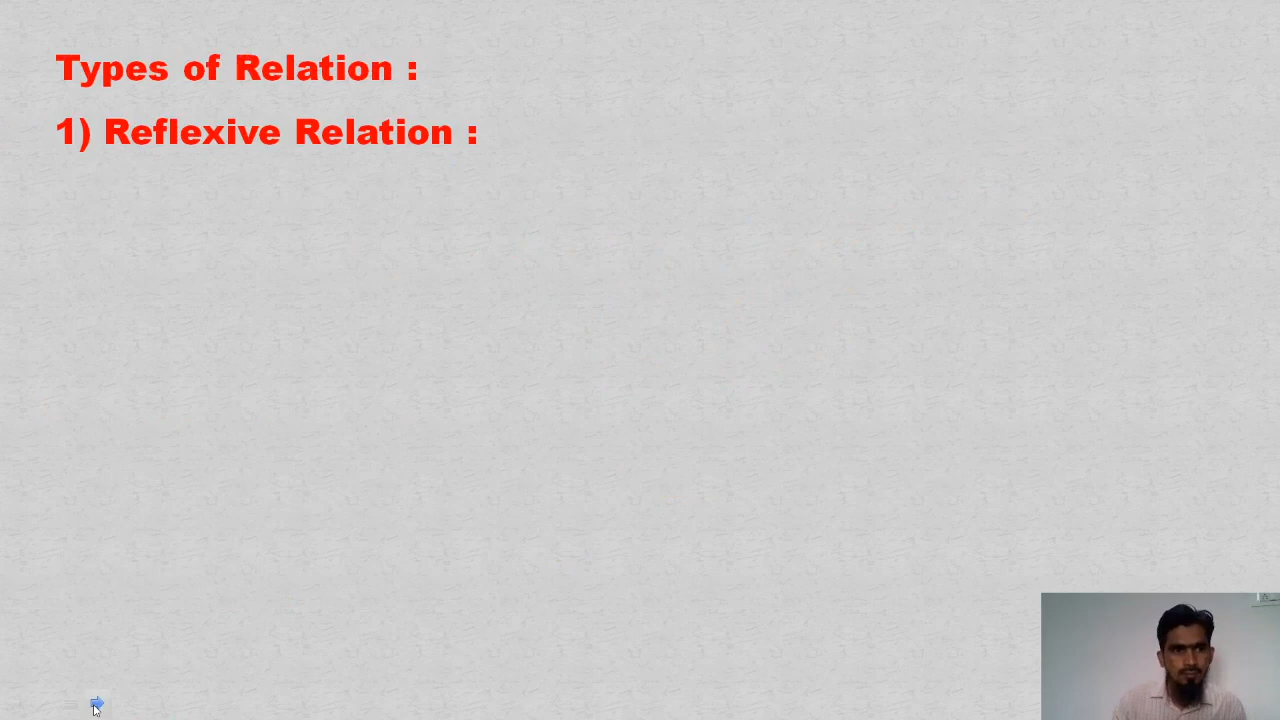 Types of Relation :
1) Reflexive Relation :